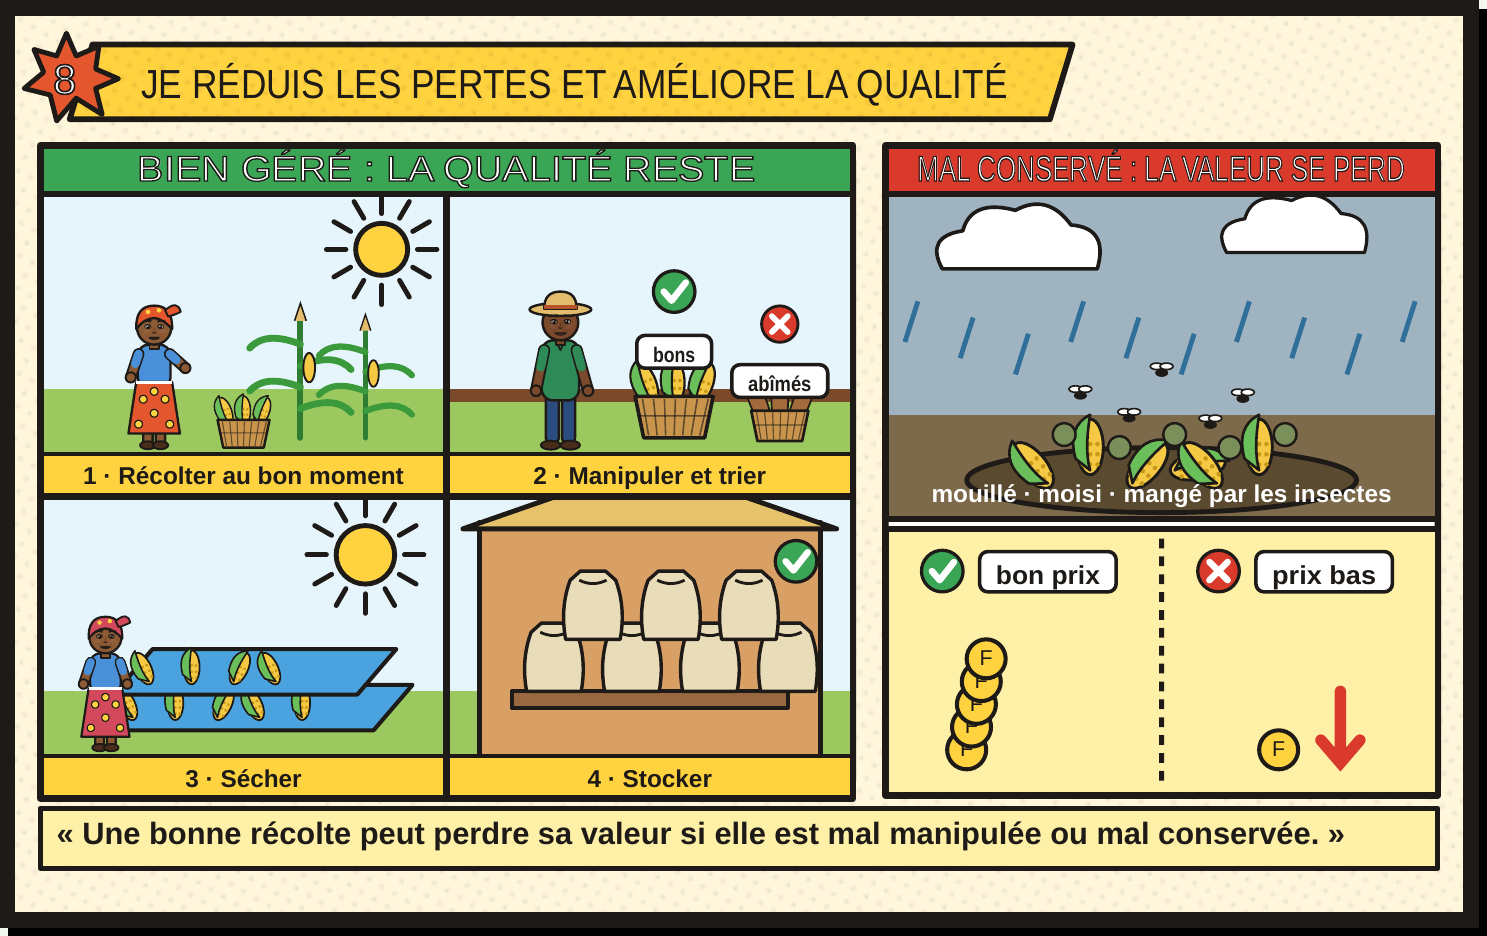 8
JE RÉDUIS LES PERTES ET AMÉLIORE LA QUALITÉ
BIEN GÉRÉ : LA QUALITÉ RESTE
bons
abîmés
1 · Récolter au bon moment
2 · Manipuler et trier
3 · Sécher
4 · Stocker
MAL CONSERVÉ : LA VALEUR SE PERD
mouillé · moisi · mangé par les insectes
bon prix
prix bas
F
F
F
F
F
F
« Une bonne récolte peut perdre sa valeur si elle est mal manipulée ou mal conservée. »